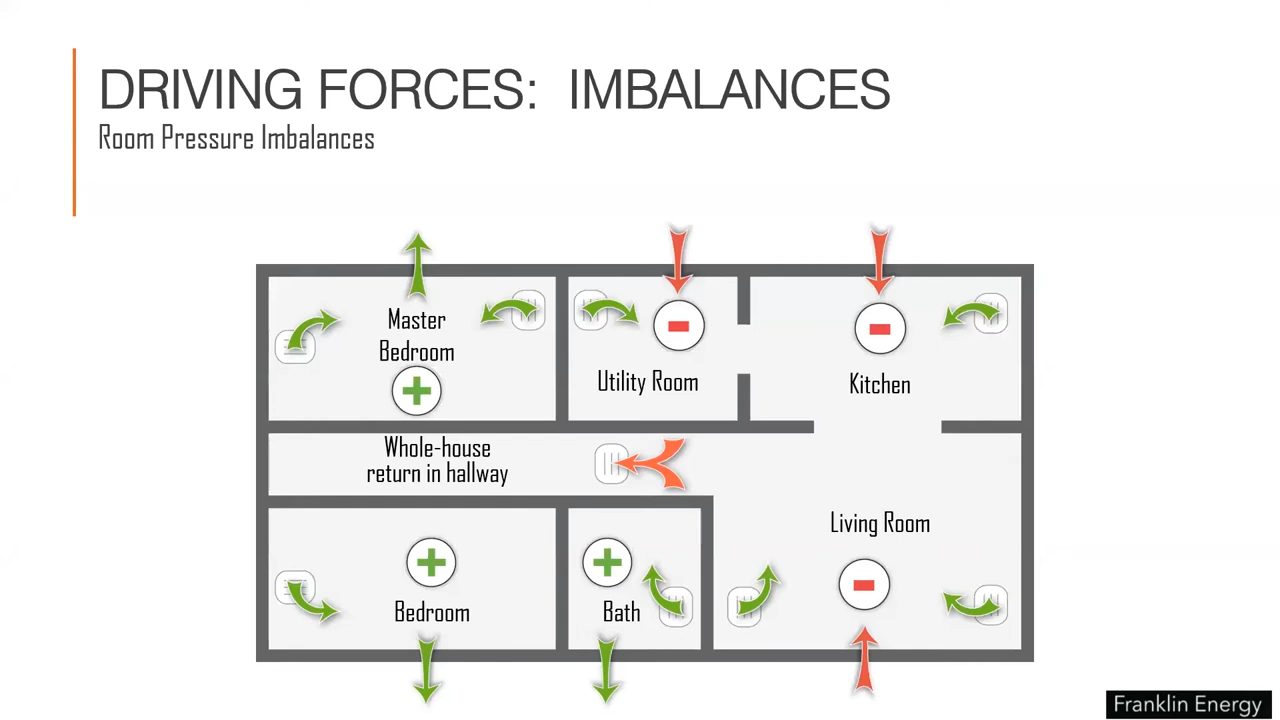 DRIVING FORCES: IMBALANCES
Room Pressure Imbalances
Master
Bedroom
Utility Room
Kitchen
Whole-house
return in hallway
Living Room
Bedroom
Bath
Franklin Energy